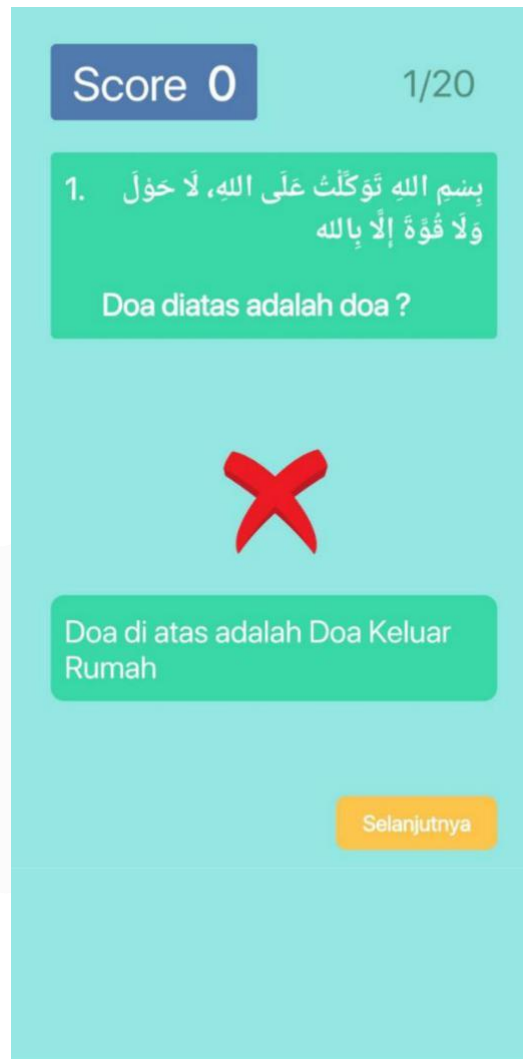 Score 0
1/20
1. بِسْمِ اللهِ تَوَكَّلْتُ عَلَى اللهِ، لَا حَوْلَ
وَلَا قُوَّةَ إِلَّا بِالله
Doa diatas adalah doa ?
Doa di atas adalah Doa Keluar
Rumah
Selanjutnya